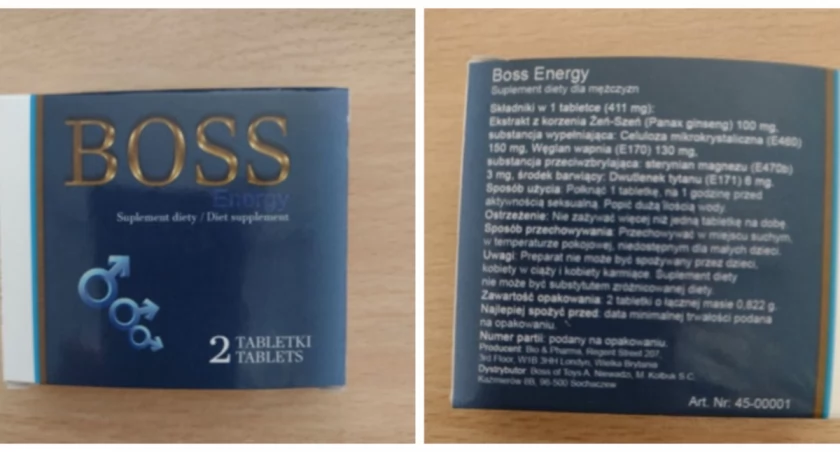 BOSS
Energy
Suplement diety / Diet supplement
2 TABLETKI
TABLETS
Boss Energy
Suplement diety dla mężczyzn
Składniki w 1 tabletce (411 mg):
Ekstrakt z korzenia Żeń-Szeń (Panax ginseng) 100 mg,
substancja wypełniająca: Celuloza mikrokrystaliczna (E460)
150 mg, Węglan wapnia (E170) 130 mg,
substancja przeciwzbrylająca: sterynian magnezu (E470b)
3 mg, środek barwiący: Dwutlenek tytanu (E171) 6 mg.
Sposób użycia: Połknąć 1 tabletkę, na 1 godzinę przed
aktywnością seksualną. Popić dużą ilością wody.
Ostrzeżenie: Nie zażywać więcej niż jedną tabletkę na dobę.
Sposób przechowywania: Przechowywać w miejscu suchym,
w temperaturze pokojowej, niedostępnym dla małych dzieci.
Uwagi: Preparat nie może być spożywany przez dzieci,
kobiety w ciąży i kobiety karmiące. Suplement diety
nie może być substytutem zróżnicowanej diety.
Zawartość opakowania: 2 tabletki o łącznej masie 0,822 g.
Najlepiej spożyć przed: data minimalnej trwałości podana
na opakowaniu.
Numer partii: podany na opakowaniu.
Producent: Bio & Pharma, Regent Street 207,
3rd Floor, W1B 3HH Londyn, Wielka Brytania
Dystrybutor: Boss of Toys A. Niewadzi, M. Kolbuk S.C.
Kaźmierów 8B, 96-500 Sochaczew
Art. Nr: 45-00001